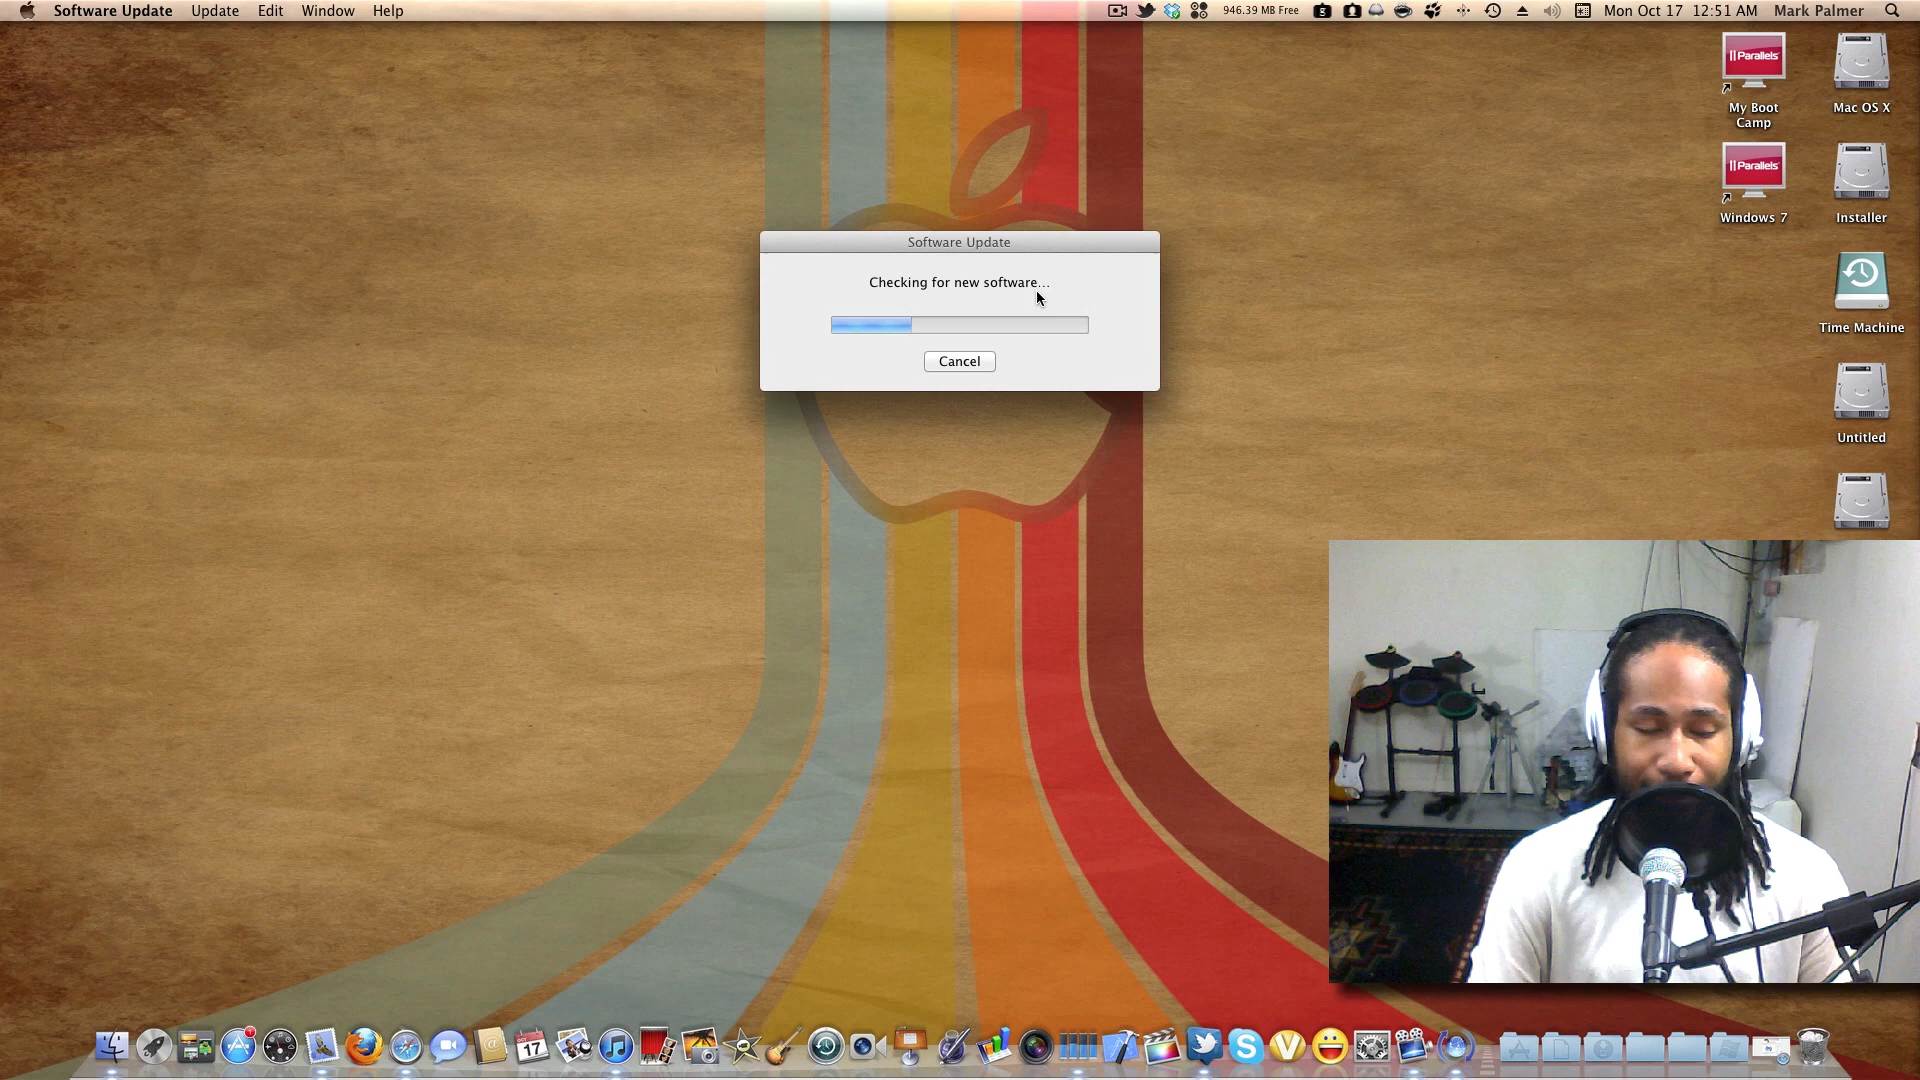 Software Update Update Edit Window Help 946.39 MB Free Mon Oct 17 12:51 AM Mark Palmer
Parallels
My Boot
Camp
Mac OS X
Parallels
Windows 7
Installer
Time Machine
Untitled
Software Update
Checking for new software...
Cancel
OCT
17